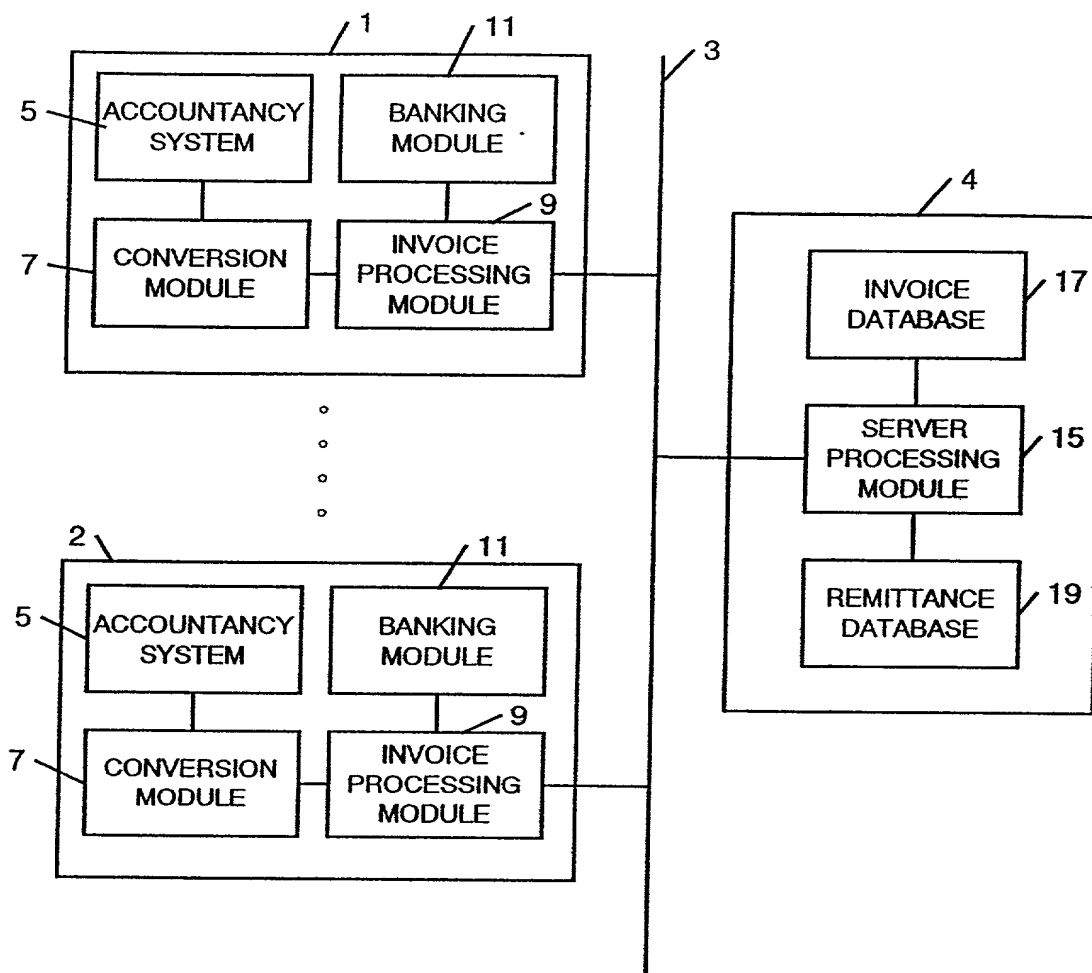 1
11
3
5
ACCOUNTANCY
SYSTEM
BANKING
MODULE
4
9
7
CONVERSION
MODULE
INVOICE
PROCESSING
MODULE
INVOICE
DATABASE
17
SERVER
PROCESSING
MODULE
15
REMITTANCE
DATABASE
19
2
11
5
ACCOUNTANCY
SYSTEM
BANKING
MODULE
9
7
CONVERSION
MODULE
INVOICE
PROCESSING
MODULE